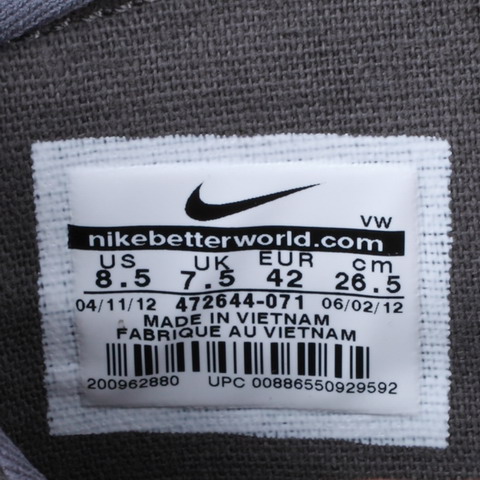 VW
nikebetterworld.com
US UK EUR cm
8.5 7.5 42 26.5
04/11/12 472644-071 06/02/12
MADE IN VIETNAM
FABRIQUE AU VIETNAM
200962880 UPC 00886550929592